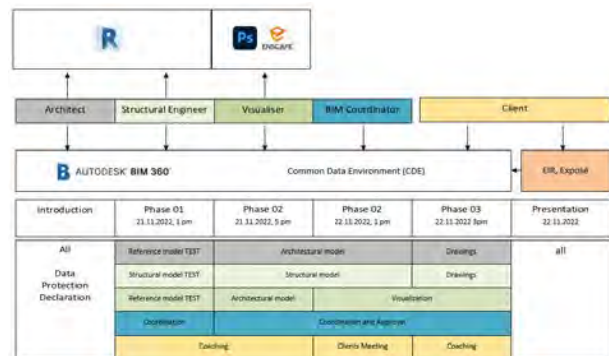 R
Ps
ENSCAPE
Architect
Structural Engineer
Visualiser
BIM Coordinator
Client
B AUTODESK' BIM 360'
Common Data Environment (CDE)
EIR, Exposé
Introduction
Phase 01
21.11.2022, 1 pm
Phase 02
21.11.2022, 5 pm
Phase 02
22.11.2022, 1 pm
Phase 03
22.11.2022 3pm
Presentation
22.11.2022
All
Data
Protection
Declaration
Reference model TEST
Architectural model
Drawings
all
Structural model TEST
Structural model
Drawings
Reference model TEST
Architectural model
Visualization
Coordination
Coordination and Approval
Coaching
Clients Meeting
Coaching